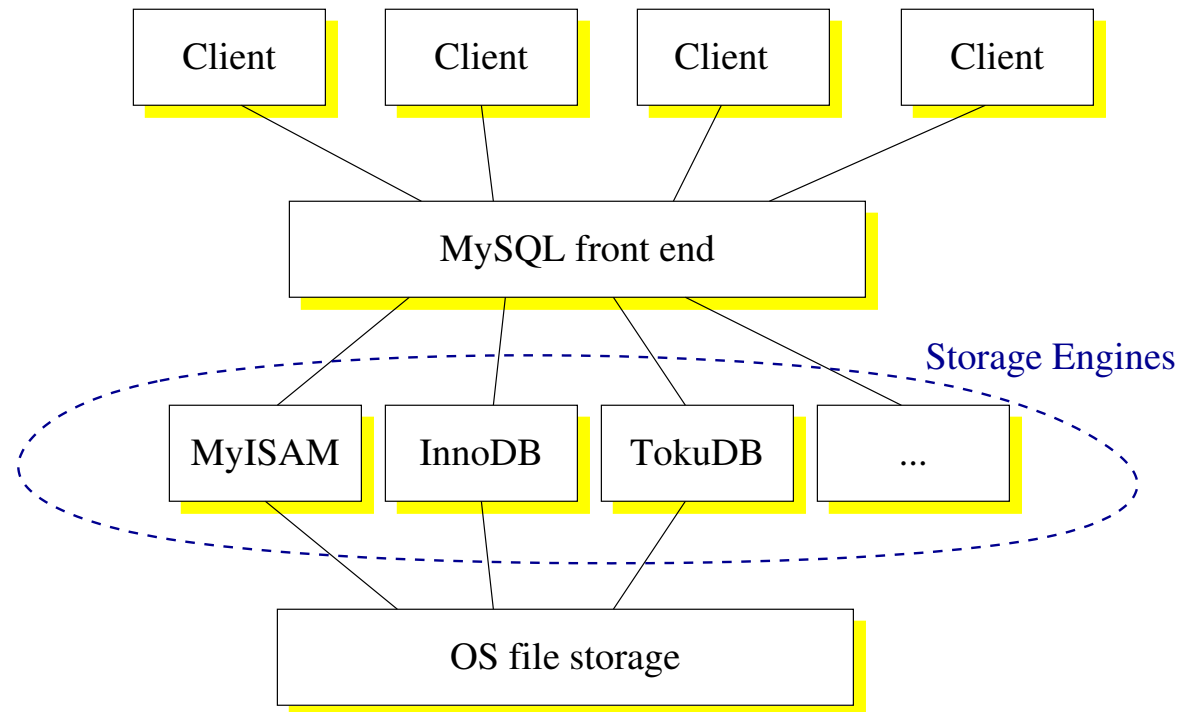 Client
Client
Client
Client
MySQL front end
Storage Engines
MyISAM
InnoDB
TokuDB
...
OS file storage